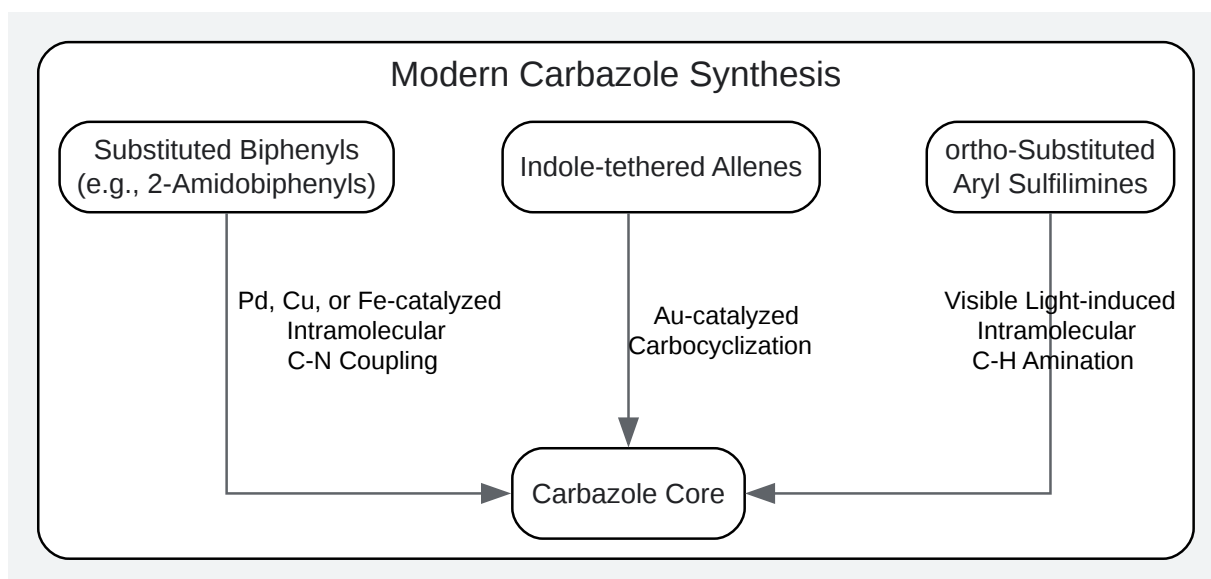 Modern Carbazole Synthesis
Substituted Biphenyls
(e.g., 2-Amidobiphenyls)
Indole-tethered Allenes
ortho-Substituted
Aryl Sulfilimines
Pd, Cu, or Fe-catalyzed
Intramolecular
C-N Coupling
Au-catalyzed
Carbocyclization
Visible Light-induced
Intramolecular
C-H Amination
Carbazole Core